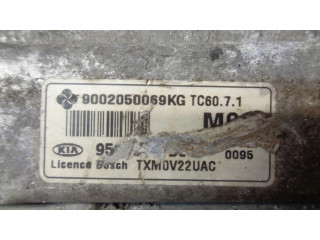 9002050069KG TC60.7.1
KIA 95 0095
Licence Bosch TXM0V22UAC